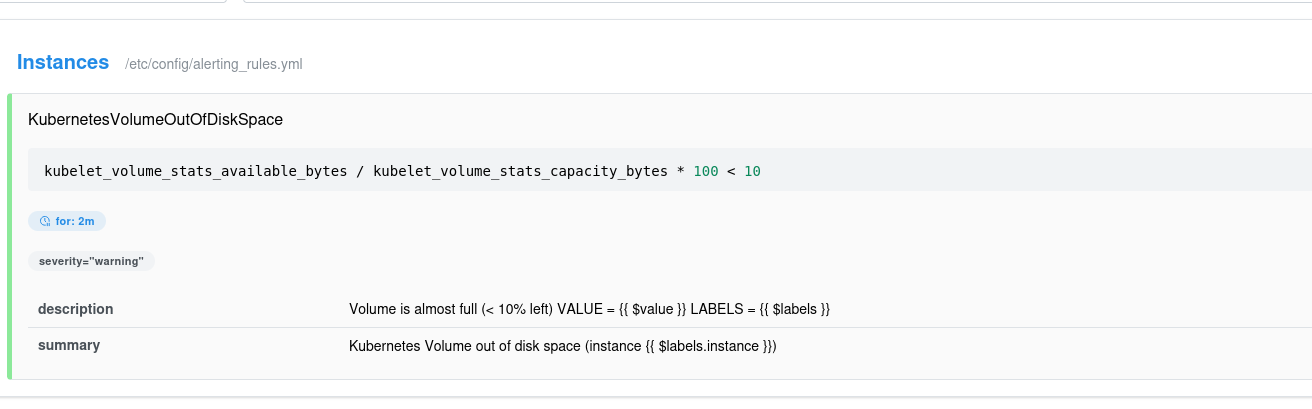 Instances /etc/config/alerting_rules.yml
KubernetesVolumeOutOfDiskSpace
kubelet_volume_stats_available_bytes / kubelet_volume_stats_capacity_bytes * 100 < 10
for: 2m
severity="warning"
description Volume is almost full (< 10% left) VALUE = {{ $value }} LABELS = {{ $labels }}
summary Kubernetes Volume out of disk space (instance {{ $labels.instance }})